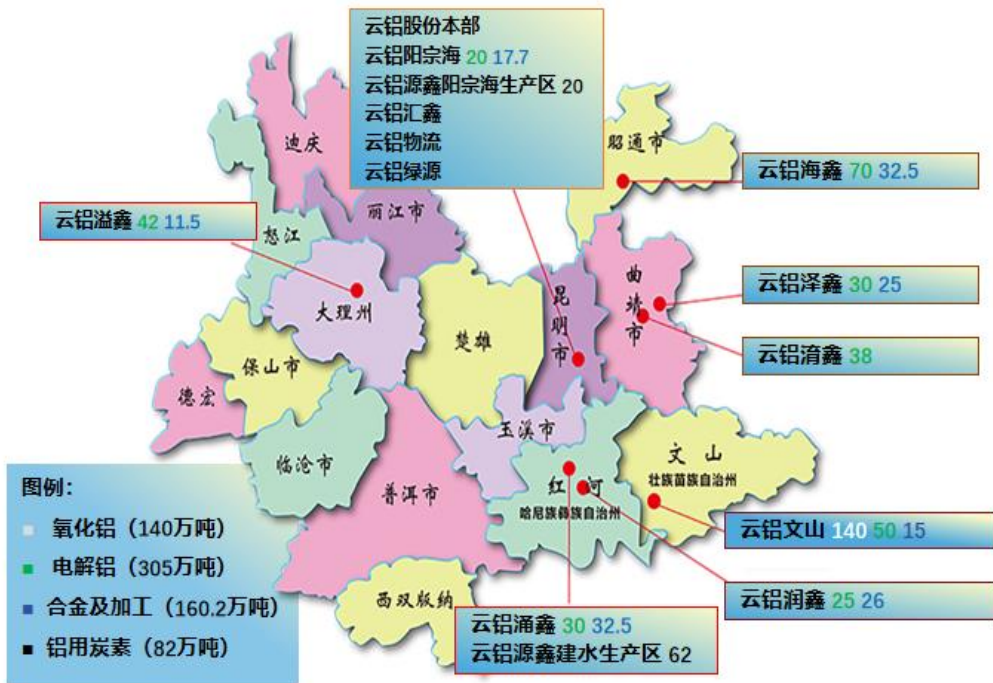 云铝股份本部
云铝阳宗海 20 17.7
云铝源鑫阳宗海生产区 20
云铝汇鑫
云铝物流
云铝绿源
迪庆
昭通市
云铝海鑫 70 32.5
丽江市
怒江
云铝溢鑫 42 11.5
曲靖市
云铝泽鑫 30 25
昆明市
大理州
楚雄
云铝淯鑫 38
保山市
德宏
玉溪市
文山
壮族苗族自治州
临沧市
普洱市
红河
哈尼族彝族自治州
图例：
氧化铝（140万吨）
电解铝（305万吨）
合金及加工（160.2万吨）
铝用炭素（82万吨）
云铝文山 140 50 15
西双版纳
云铝润鑫 25 26
云铝涌鑫 30 32.5
云铝源鑫建水生产区 62